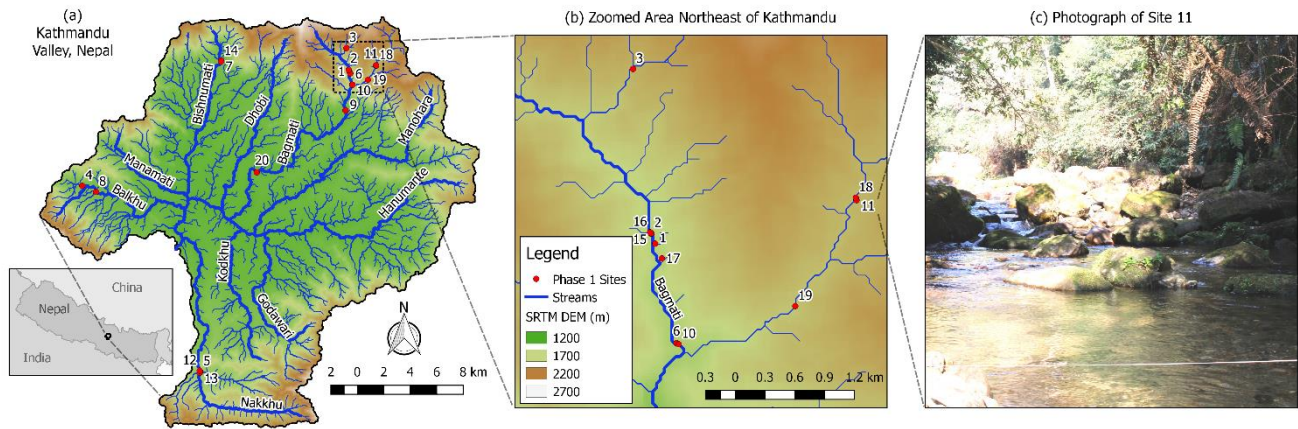 (a)
Kathmandu
Valley, Nepal
14
7
3
2
11 18
1
6
19
10
9
20
4
8
12 5
13
Bishnumati
Dhobi
Bagmati
Manohara
Manamati
Balkhu
Hanumante
Kodkhu
Godawari
Nakkhu
China
Nepal
India
N
2 0 2 4 6 8 km
(b) Zoomed Area Northeast of Kathmandu
3
18
11
16 2
15 1
17
19
6 10
Bagmati
Legend
Phase 1 Sites
Streams
SRTM DEM (m)
1200
1700
2200
2700
0.3 0 0.3 0.6 0.9 1.2 km
(c) Photograph of Site 11